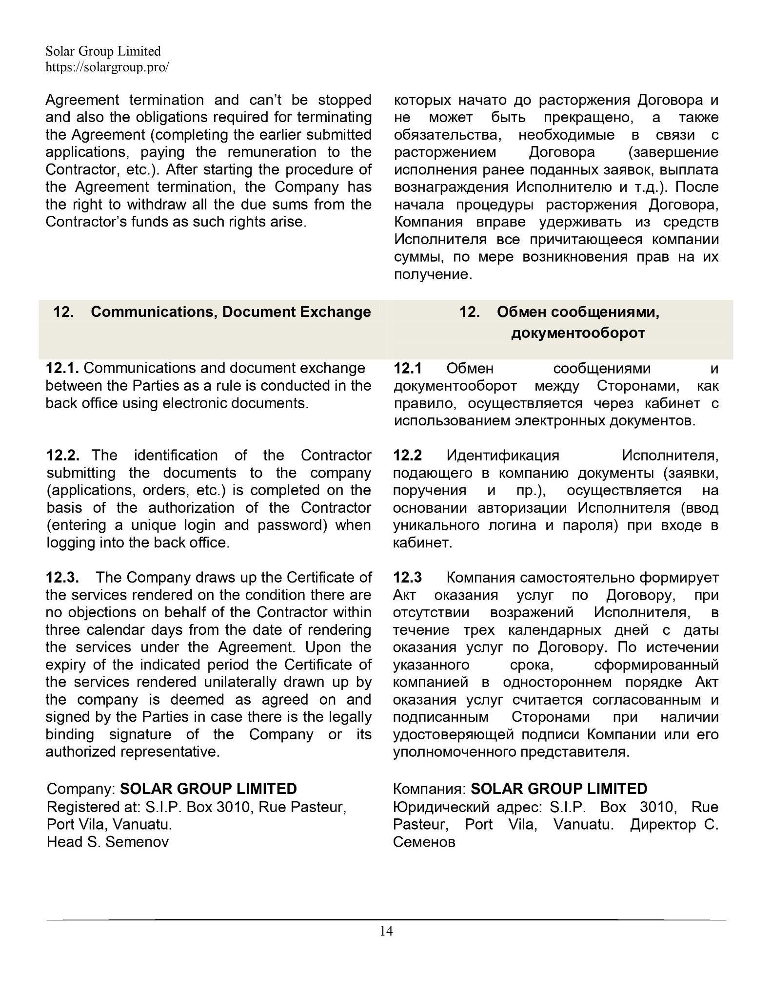 Solar Group Limited
https://solargroup.pro/
Agreement termination and can’t be stopped
and also the obligations required for terminating
the Agreement (completing the earlier submitted
applications, paying the remuneration to the
Contractor, etc.). After starting the procedure of
the Agreement termination, the Company has
the right to withdraw all the due sums from the
Contractor’s funds as such rights arise.
которых начато до расторжения Договора и
не может быть прекращено, а также
обязательства, необходимые в связи с
расторжением Договора (завершение
исполнения ранее поданных заявок, выплата
вознаграждения Исполнителю и т.д.). После
начала процедуры расторжения Договора,
Компания вправе удерживать из средств
Исполнителя все причитающееся компании
суммы, по мере возникновения прав на их
получение.
12. Communications, Document Exchange
12. Обмен сообщениями,
документооборот
12.1. Communications and document exchange
between the Parties as a rule is conducted in the
back office using electronic documents.
12.1 Обмен сообщениями и
документооборот между Сторонами, как
правило, осуществляется через кабинет с
использованием электронных документов.
12.2. The identification of the Contractor
submitting the documents to the company
(applications, orders, etc.) is completed on the
basis of the authorization of the Contractor
(entering a unique login and password) when
logging into the back office.
12.2 Идентификация Исполнителя,
подающего в компанию документы (заявки,
поручения и пр.), осуществляется на
основании авторизации Исполнителя (ввод
уникального логина и пароля) при входе в
кабинет.
12.3. The Company draws up the Certificate of
the services rendered on the condition there are
no objections on behalf of the Contractor within
three calendar days from the date of rendering
the services under the Agreement. Upon the
expiry of the indicated period the Certificate of
the services rendered unilaterally drawn up by
the company is deemed as agreed on and
signed by the Parties in case there is the legally
binding signature of the Company or its
authorized representative.
12.3 Компания самостоятельно формирует
Акт оказания услуг по Договору, при
отсутствии возражений Исполнителя, в
течение трех календарных дней с даты
оказания услуг по Договору. По истечении
указанного срока, сформированный
компанией в одностороннем порядке Акт
оказания услуг считается согласованным и
подписанным Сторонами при наличии
удостоверяющей подписи Компании или его
уполномоченного представителя.
Company: SOLAR GROUP LIMITED
Registered at: S.I.P. Box 3010, Rue Pasteur,
Port Vila, Vanuatu.
Head S. Semenov
Компания: SOLAR GROUP LIMITED
Юридический адрес: S.I.P. Box 3010, Rue
Pasteur, Port Vila, Vanuatu. Директор С.
Семенов
14